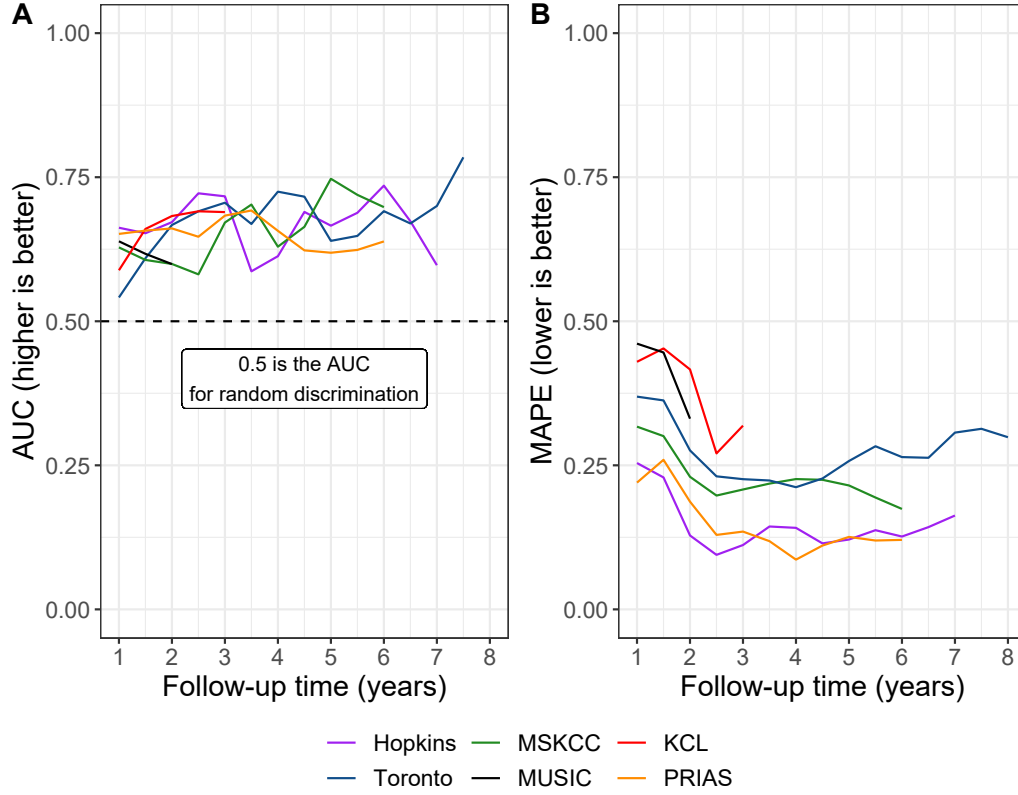 A
AUC (higher is better)
1.00
0.75
0.50
0.25
0.00
0.5 is the AUC
for random discrimination
1 2 3 4 5 6 7 8
Follow-up time (years)
B
MAPE (lower is better)
1.00
0.75
0.50
0.25
0.00
1 2 3 4 5 6 7 8
Follow-up time (years)
Hopkins MSKCC KCL
Toronto MUSIC PRIAS